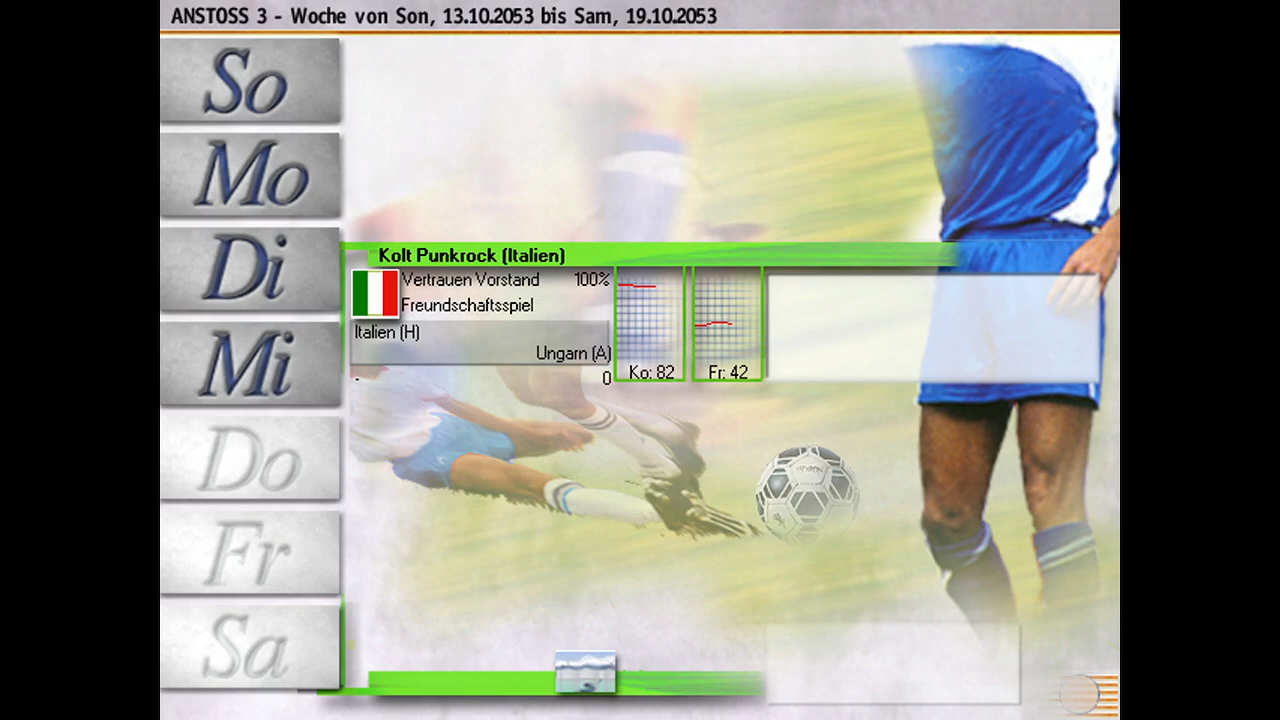 ANSTOSS 3 - Woche von Son, 13.10.2053 bis Sam, 19.10.2053
So
Mo
Di
Mi
Do
Fr
Sa
Kolt Punkrock (Italien)
Vertrauen Vorstand 100%
Freundschaftsspiel
Italien (H)
Ungarn (A)
- 0
Ko: 82
Fr: 42